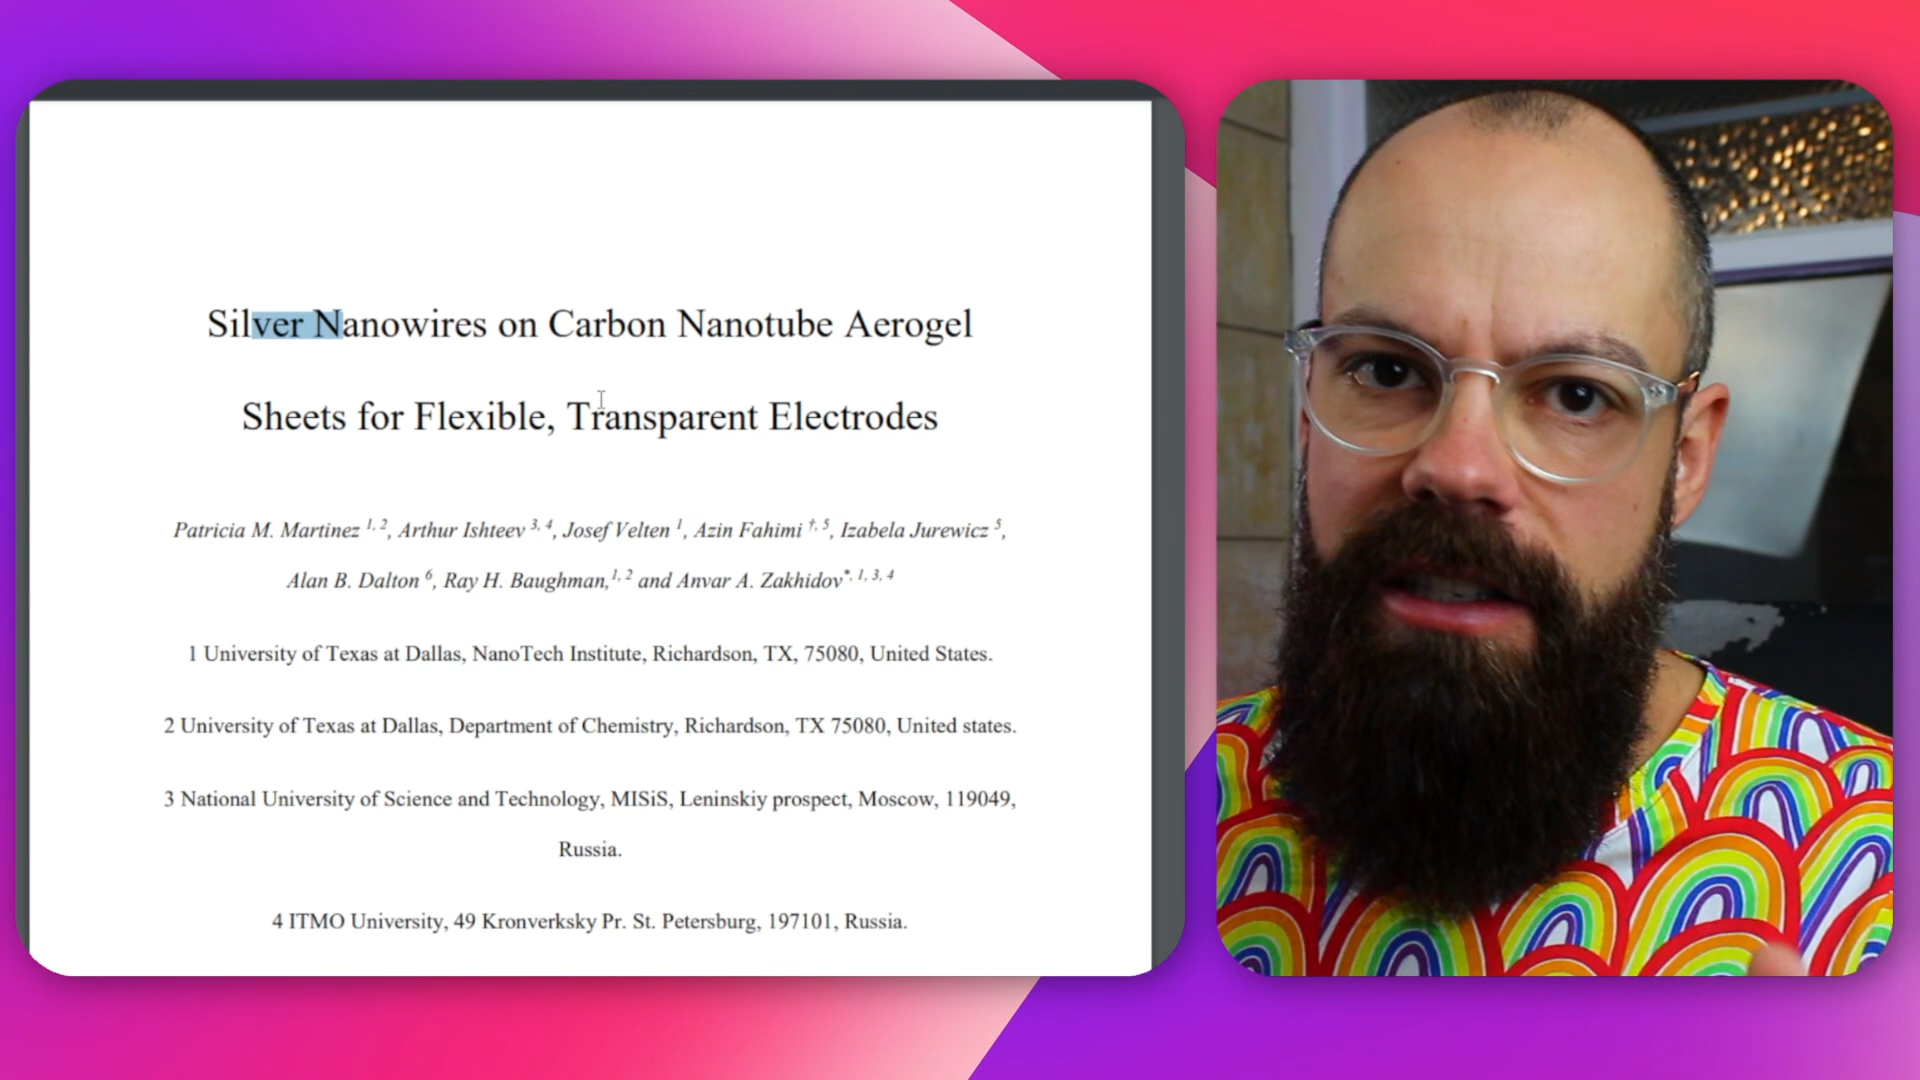 Silver Nanowires on Carbon Nanotube Aerogel
Sheets for Flexible, Transparent Electrodes
Patricia M. Martinez 1, 2, Arthur Ishteev 3, 4, Josef Velten 1, Azin Fahimi †, 5, Izabela Jurewicz 5,
Alan B. Dalton 6, Ray H. Baughman,1, 2 and Anvar A. Zakhidov*, 1, 3, 4
1 University of Texas at Dallas, NanoTech Institute, Richardson, TX, 75080, United States.
2 University of Texas at Dallas, Department of Chemistry, Richardson, TX 75080, United states.
3 National University of Science and Technology, MISiS, Leninskiy prospect, Moscow, 119049,
Russia.
4 ITMO University, 49 Kronverksky Pr. St. Petersburg, 197101, Russia.